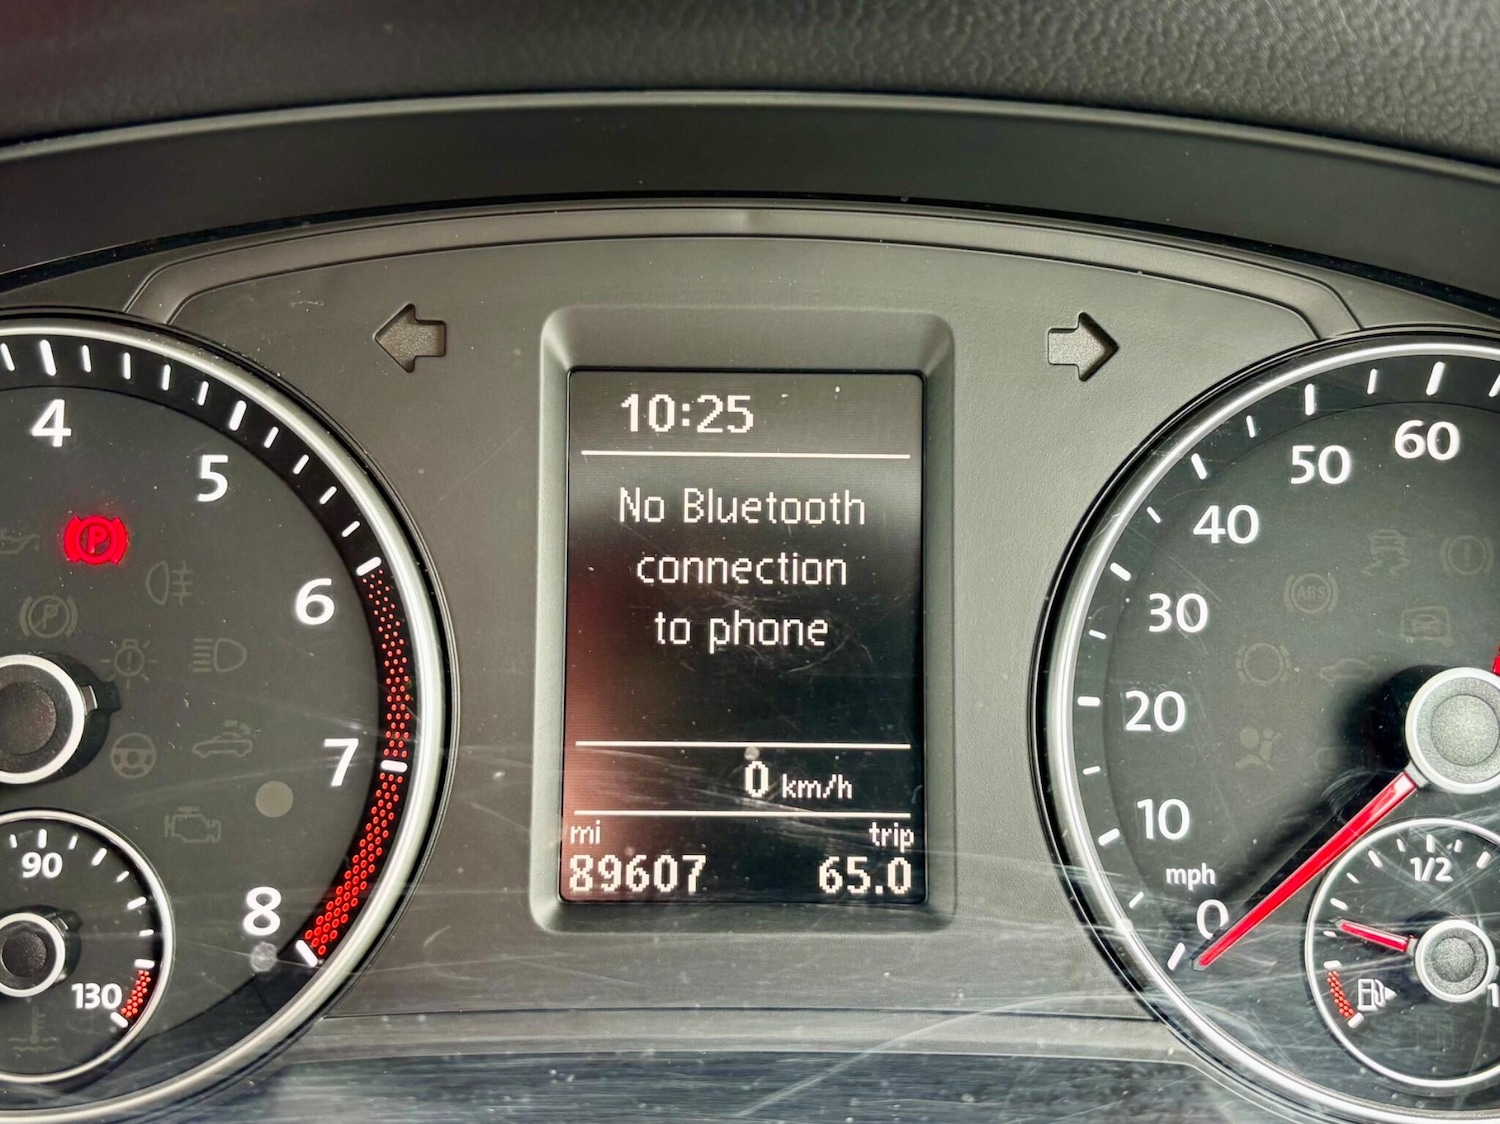 10:25
No Bluetooth
connection
to phone
0 km/h
mi trip
89607 65.0
4
5
6
7
8
P
P
90
130
60
50
40
30
20
10
0
mph
ABS
1/2